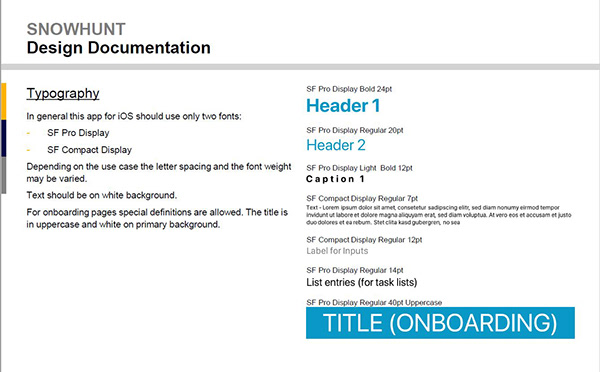 SNOWHUNT
Design Documentation
Typography
In general this app for iOS should use only two fonts:
- SF Pro Display
- SF Compact Display
Depending on the use case the letter spacing and the font weight
may be varied.
Text should be on white background.
For onboarding pages special definitions are allowed. The title is
in uppercase and white on primary background.
SF Pro Display Bold 24pt
Header 1
SF Pro Display Regular 20pt
Header 2
SF Pro Display Light Bold 12pt
Caption 1
SF Compact Display Regular 7pt
Text - Lorem ipsum dolor sit amet, consetetur sadipscing elitr, sed diam nonumy eirmod tempor
invidunt ut labore et dolore magna aliquyam erat, sed diam voluptua. At vero eos et accusam et justo
duo dolores et ea rebum. Stet clita kasd gubergren, no sea
SF Compact Display Regular 12pt
Label for Inputs
SF Pro Display Regular 14pt
List entries (for task lists)
SF Pro Display Regular 40pt Uppercase
TITLE (ONBOARDING)